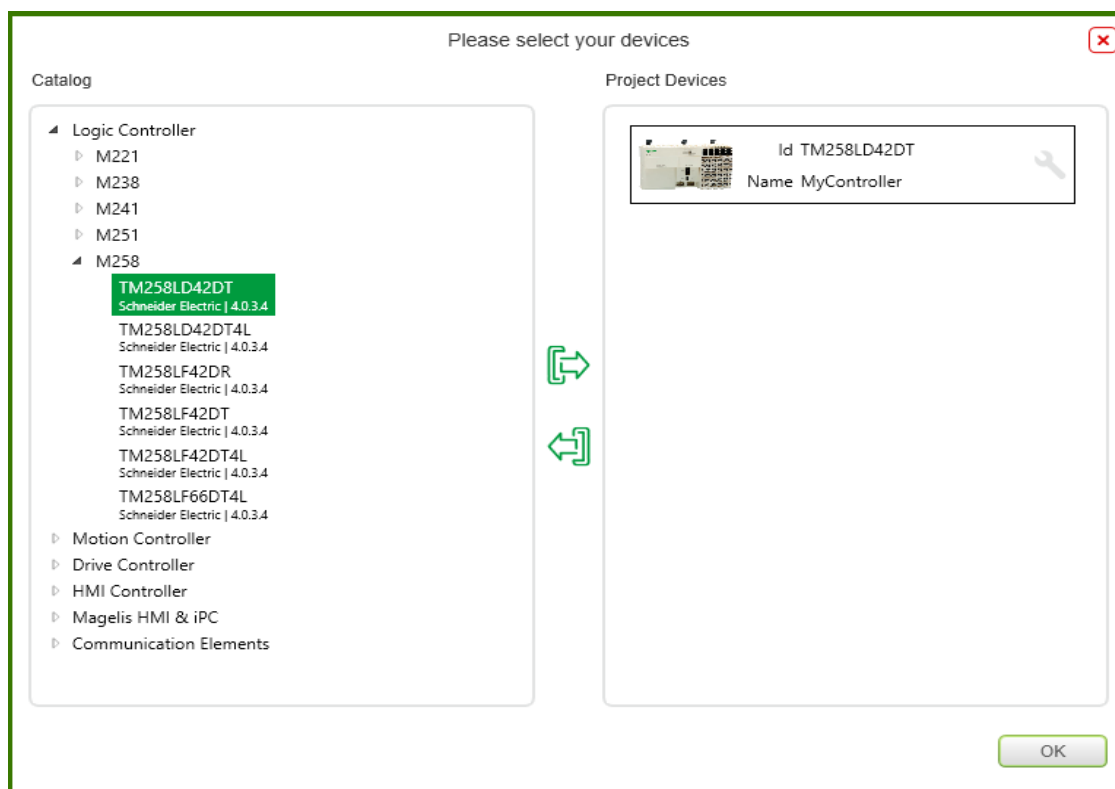 Please select your devices
Catalog
Project Devices
Logic Controller
M221
M238
M241
M251
M258
TM258LD42DT
Schneider Electric | 4.0.3.4
TM258LD42DT4L
Schneider Electric | 4.0.3.4
TM258LF42DR
Schneider Electric | 4.0.3.4
TM258LF42DT
Schneider Electric | 4.0.3.4
TM258LF42DT4L
Schneider Electric | 4.0.3.4
TM258LF66DT4L
Schneider Electric | 4.0.3.4
Motion Controller
Drive Controller
HMI Controller
Magelis HMI & iPC
Communication Elements
Id TM258LD42DT
Name MyController
OK